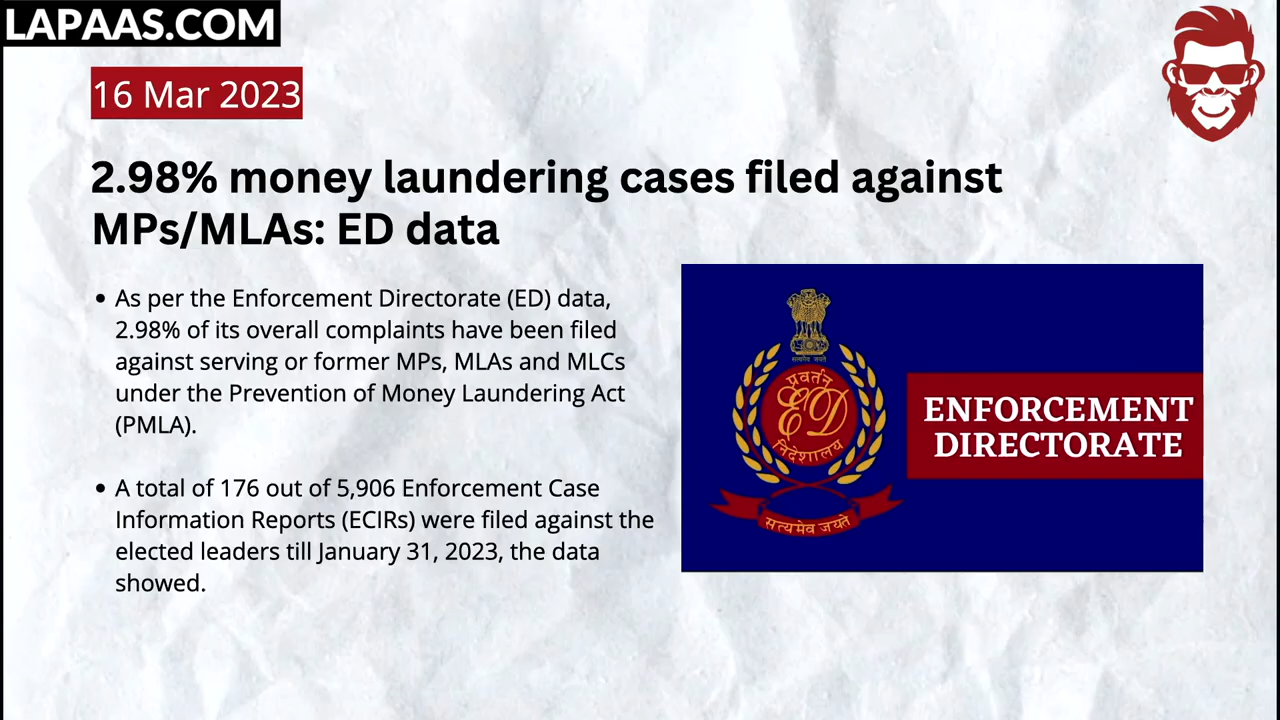 LAPAAS.COM
16 Mar 2023
2.98% money laundering cases filed against
MPs/MLAs: ED data
• As per the Enforcement Directorate (ED) data,
2.98% of its overall complaints have been filed
against serving or former MPs, MLAs and MLCs
under the Prevention of Money Laundering Act
(PMLA).
• A total of 176 out of 5,906 Enforcement Case
Information Reports (ECIRs) were filed against the
elected leaders till January 31, 2023, the data
showed.
सत्यमेव जयते
प्रवर्तन
ED
निदेशालय
सत्यमेव जयते
ENFORCEMENT
DIRECTORATE